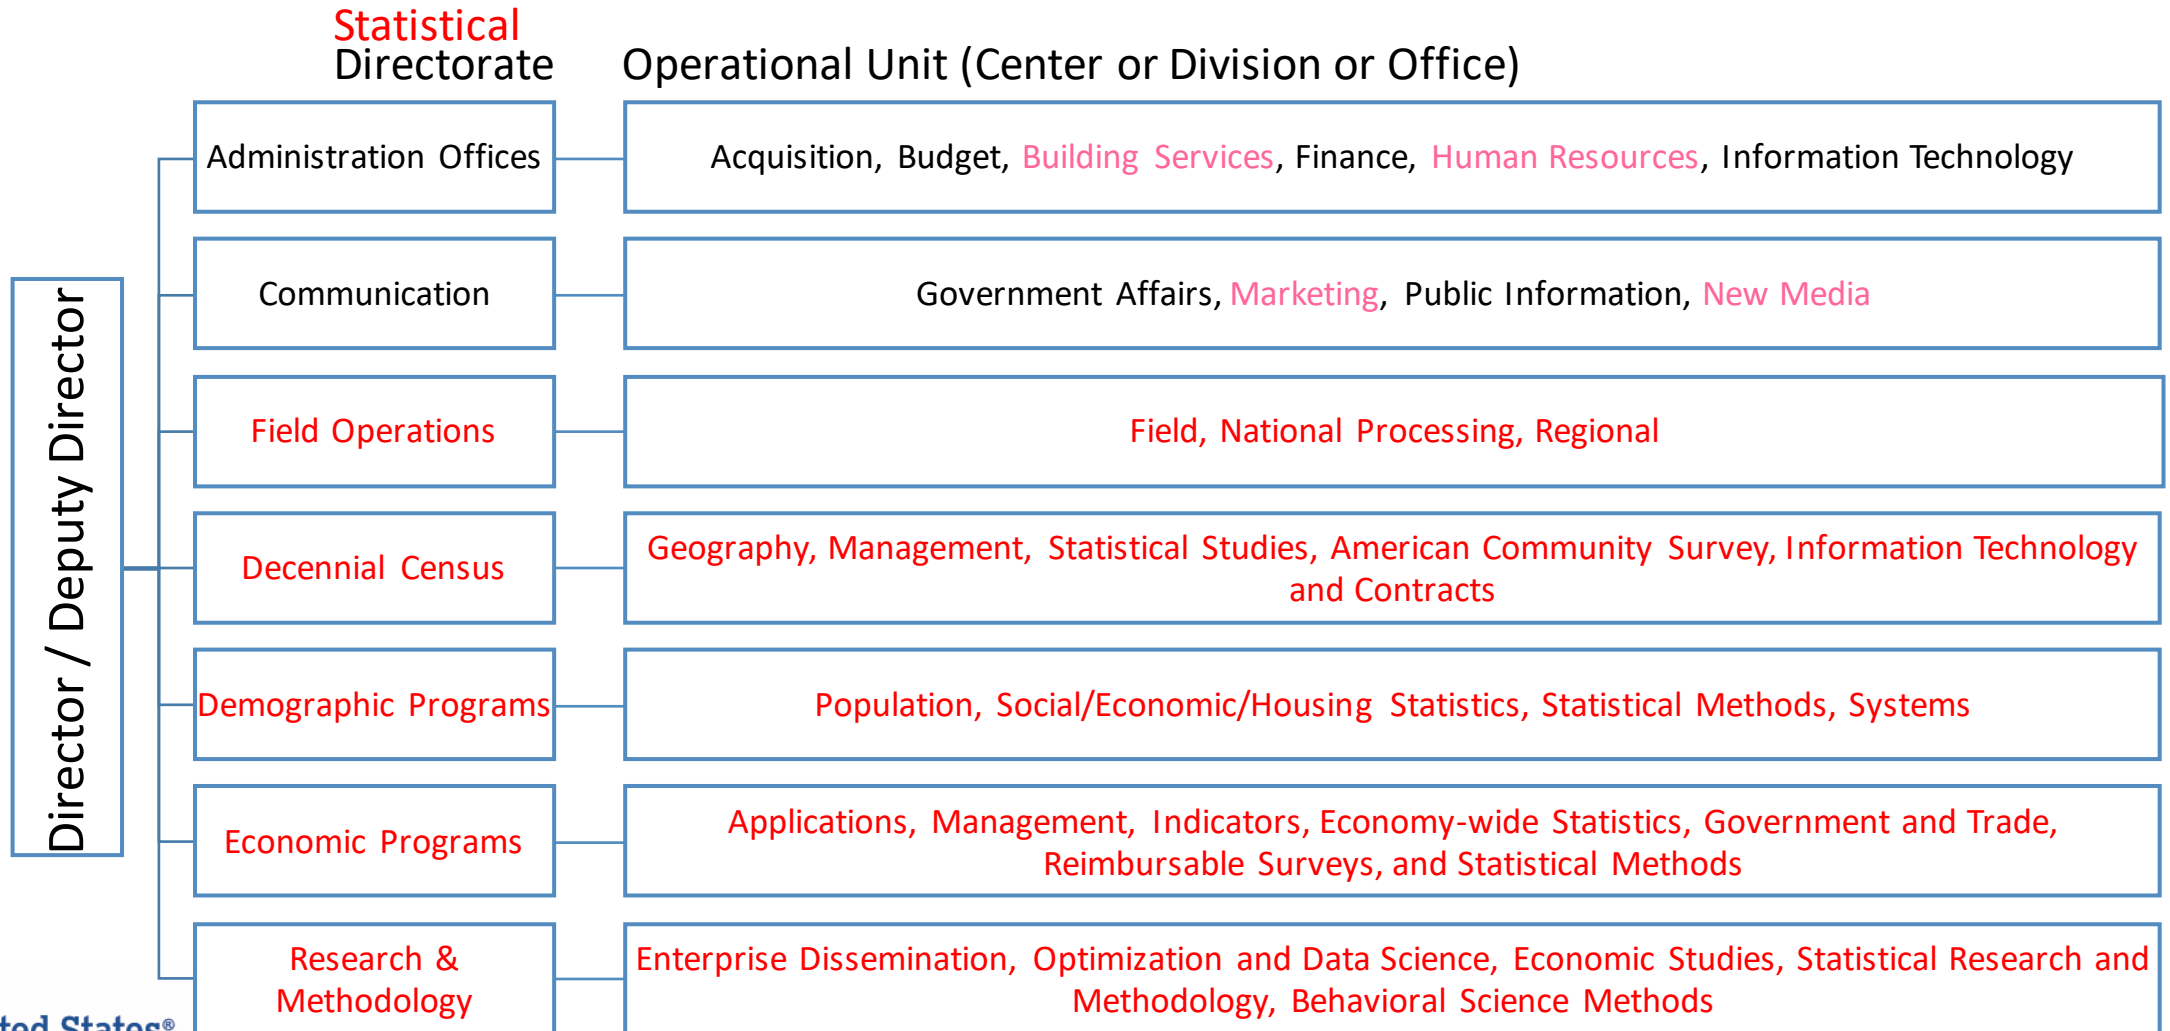 Statistical
Directorate
Operational Unit (Center or Division or Office)
Director / Deputy Director
Administration Offices
Acquisition, Budget, Building Services, Finance, Human Resources, Information Technology
Communication
Government Affairs, Marketing, Public Information, New Media
Field Operations
Field, National Processing, Regional
Decennial Census
Geography, Management, Statistical Studies, American Community Survey, Information Technology
and Contracts
Demographic Programs
Population, Social/Economic/Housing Statistics, Statistical Methods, Systems
Economic Programs
Applications, Management, Indicators, Economy-wide Statistics, Government and Trade,
Reimbursable Surveys, and Statistical Methods
Research &
Methodology
Enterprise Dissemination, Optimization and Data Science, Economic Studies, Statistical Research and
Methodology, Behavioral Science Methods
States®